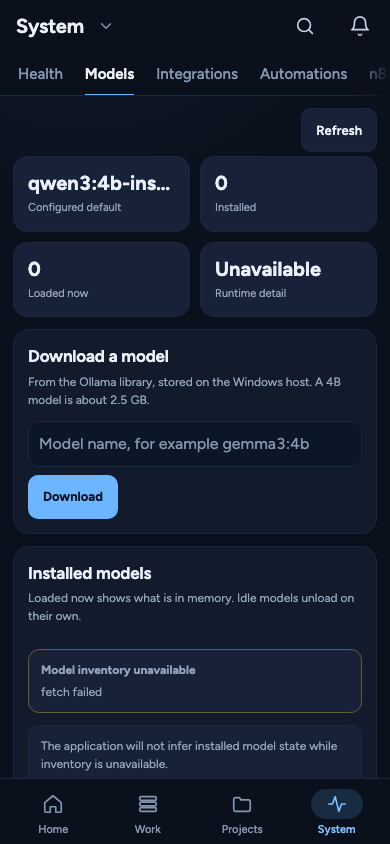 System
Health Models Integrations Automations n8
Refresh
qwen3:4b-ins...
Configured default
0
Installed
0
Loaded now
Unavailable
Runtime detail
Download a model
From the Ollama library, stored on the Windows host. A 4B
model is about 2.5 GB.
Model name, for example gemma3:4b
Download
Installed models
Loaded now shows what is in memory. Idle models unload on
their own.
Model inventory unavailable
fetch failed
The application will not infer installed model state while
inventory is unavailable.
Home Work Projects System